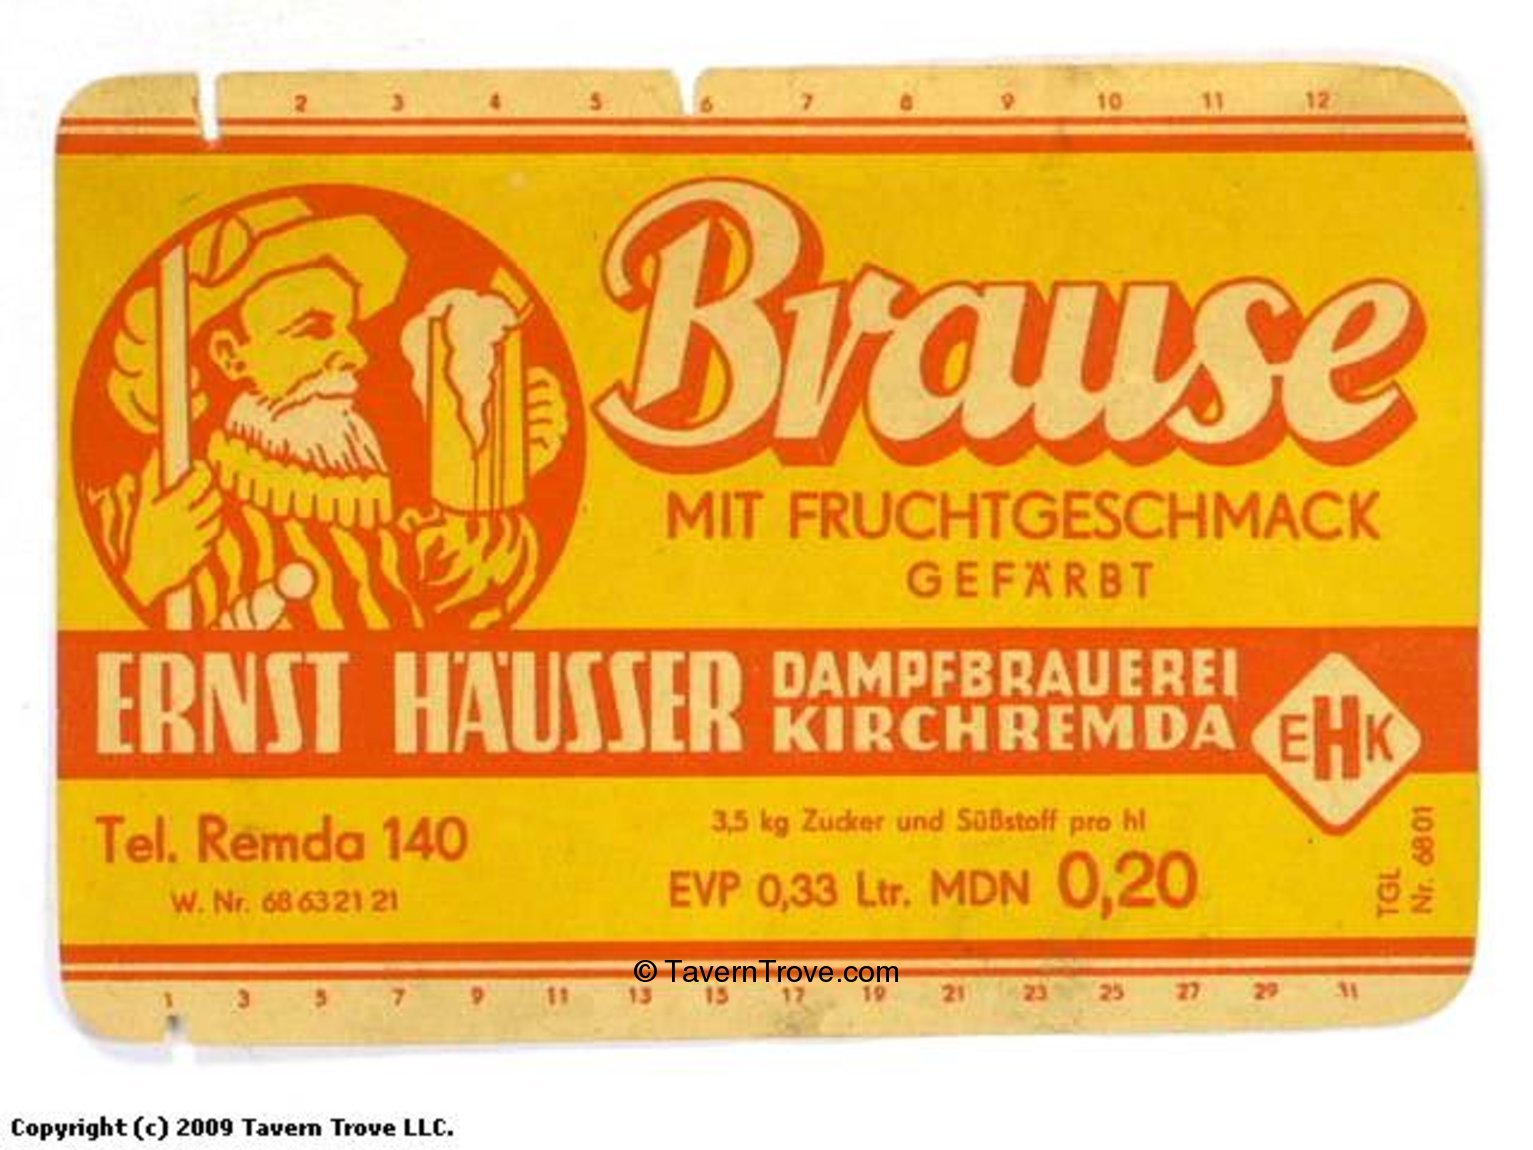 1 2 3 4 5 6 7 8 9 10 11 12
Brause
MIT FRUCHTGESCHMACK
GEFÄRBT
ERNST HÄUSSER
DAMPFBRAUEREI
KIRCHREMDA
EHK
Tel. Remda 140
W. Nr. 68 63 21 21
3,5 kg Zucker und Süßstoff pro hl
EVP 0,33 Ltr. MDN 0,20
TGL
Nr. 6801
© TavernTrove.com
1 3 5 7 9 11 13 15 17 19 21 23 25 27 29 31
Copyright (c) 2009 Tavern Trove LLC.